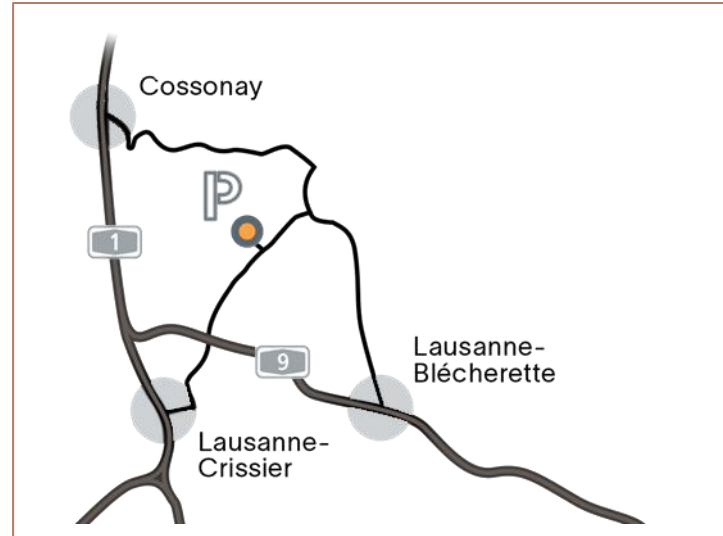 Cossonay
P
1
9
Lausanne-
Blécherette
Lausanne-
Crissier